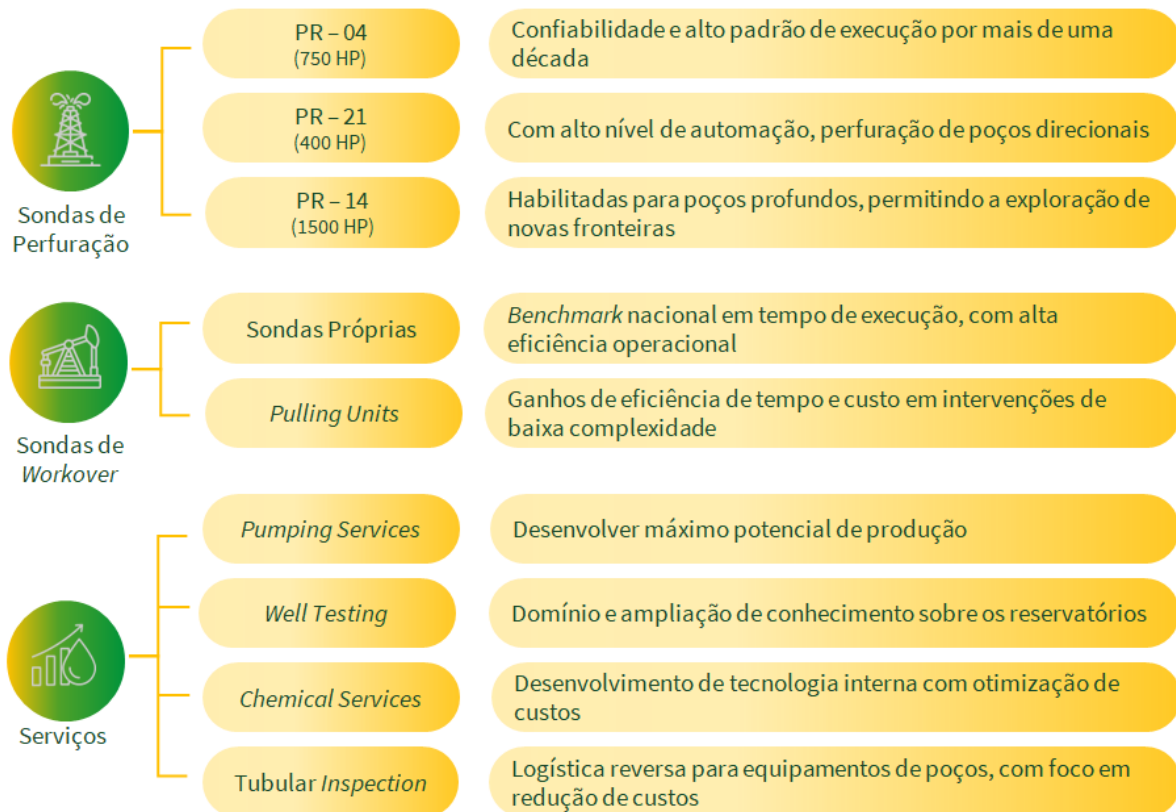 Sondas de
Perfuração
PR – 04
(750 HP)
Confiabilidade e alto padrão de execução por mais de uma
década
PR – 21
(400 HP)
Com alto nível de automação, perfuração de poços direcionais
PR – 14
(1500 HP)
Habilitadas para poços profundos, permitindo a exploração de
novas fronteiras
Sondas de
Workover
Sondas Próprias
Benchmark nacional em tempo de execução, com alta
eficiência operacional
Pulling Units
Ganhos de eficiência de tempo e custo em intervenções de
baixa complexidade
Serviços
Pumping Services
Desenvolver máximo potencial de produção
Well Testing
Domínio e ampliação de conhecimento sobre os reservatórios
Chemical Services
Desenvolvimento de tecnologia interna com otimização de
custos
Tubular Inspection
Logística reversa para equipamentos de poços, com foco em
redução de custos